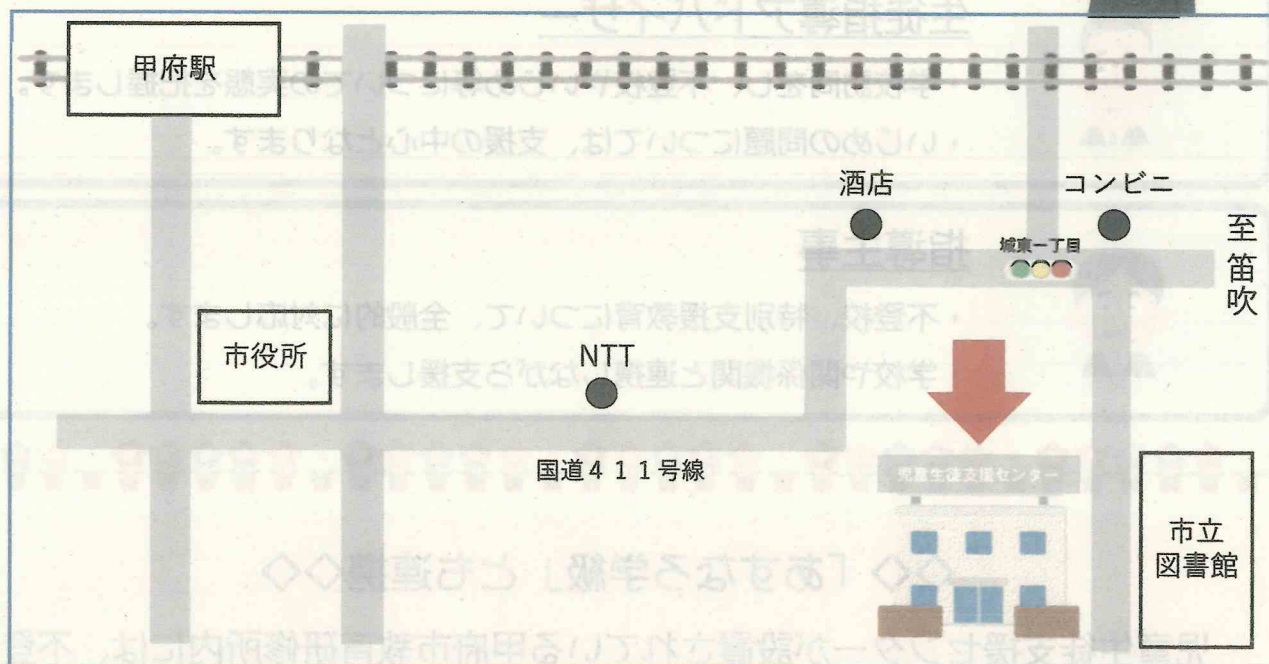 甲府駅
酒店
コンビニ
城東一丁目
至笛吹
市役所
NTT
国道411号線
児童生徒支援センター
市立
図書館